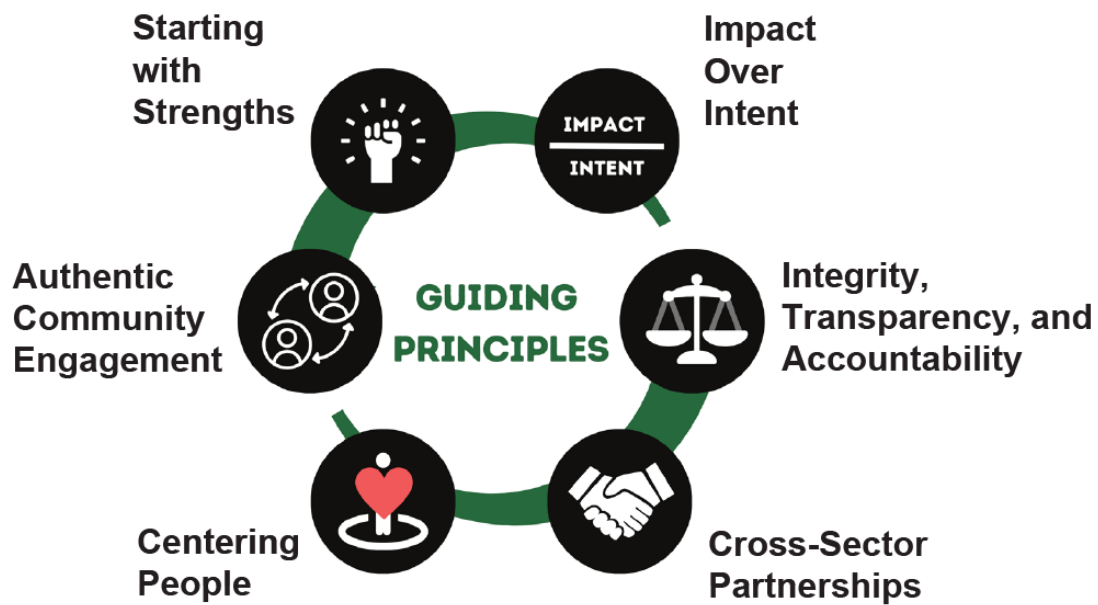 Starting
with
Strengths
Impact
Over
Intent
IMPACT
INTENT
Authentic
Community
Engagement
GUIDING
PRINCIPLES
Integrity,
Transparency, and
Accountability
Centering
People
Cross-Sector
Partnerships